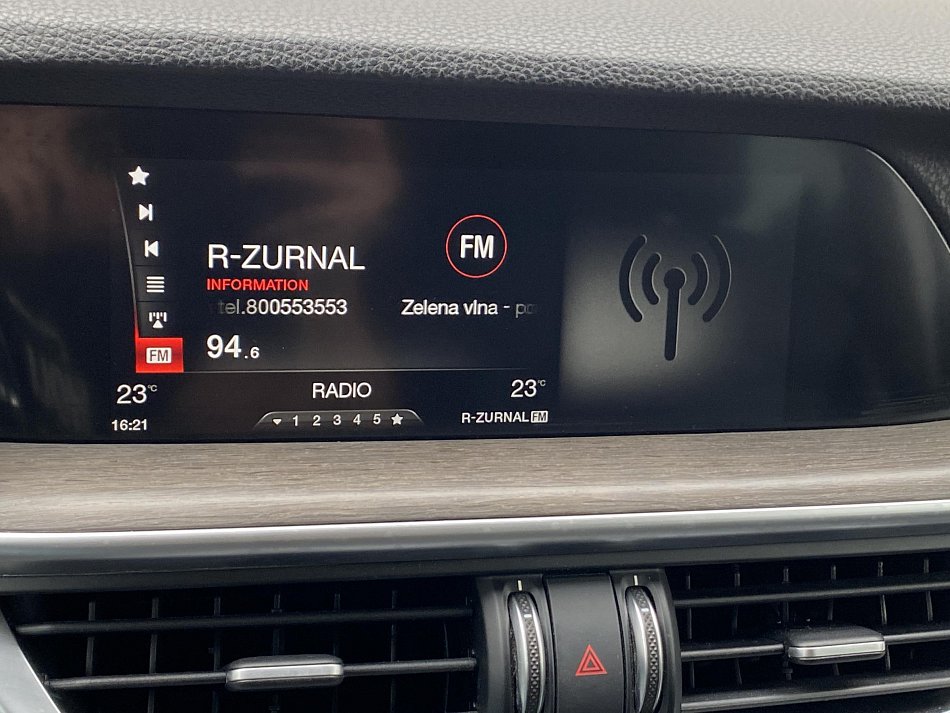 R-ZURNAL
INFORMATION
tel.800553553
Zelena vlna -
FM
94.6
FM
23°C
RADIO
23°C
16:21
1 2 3 4 5
R-ZURNAL FM